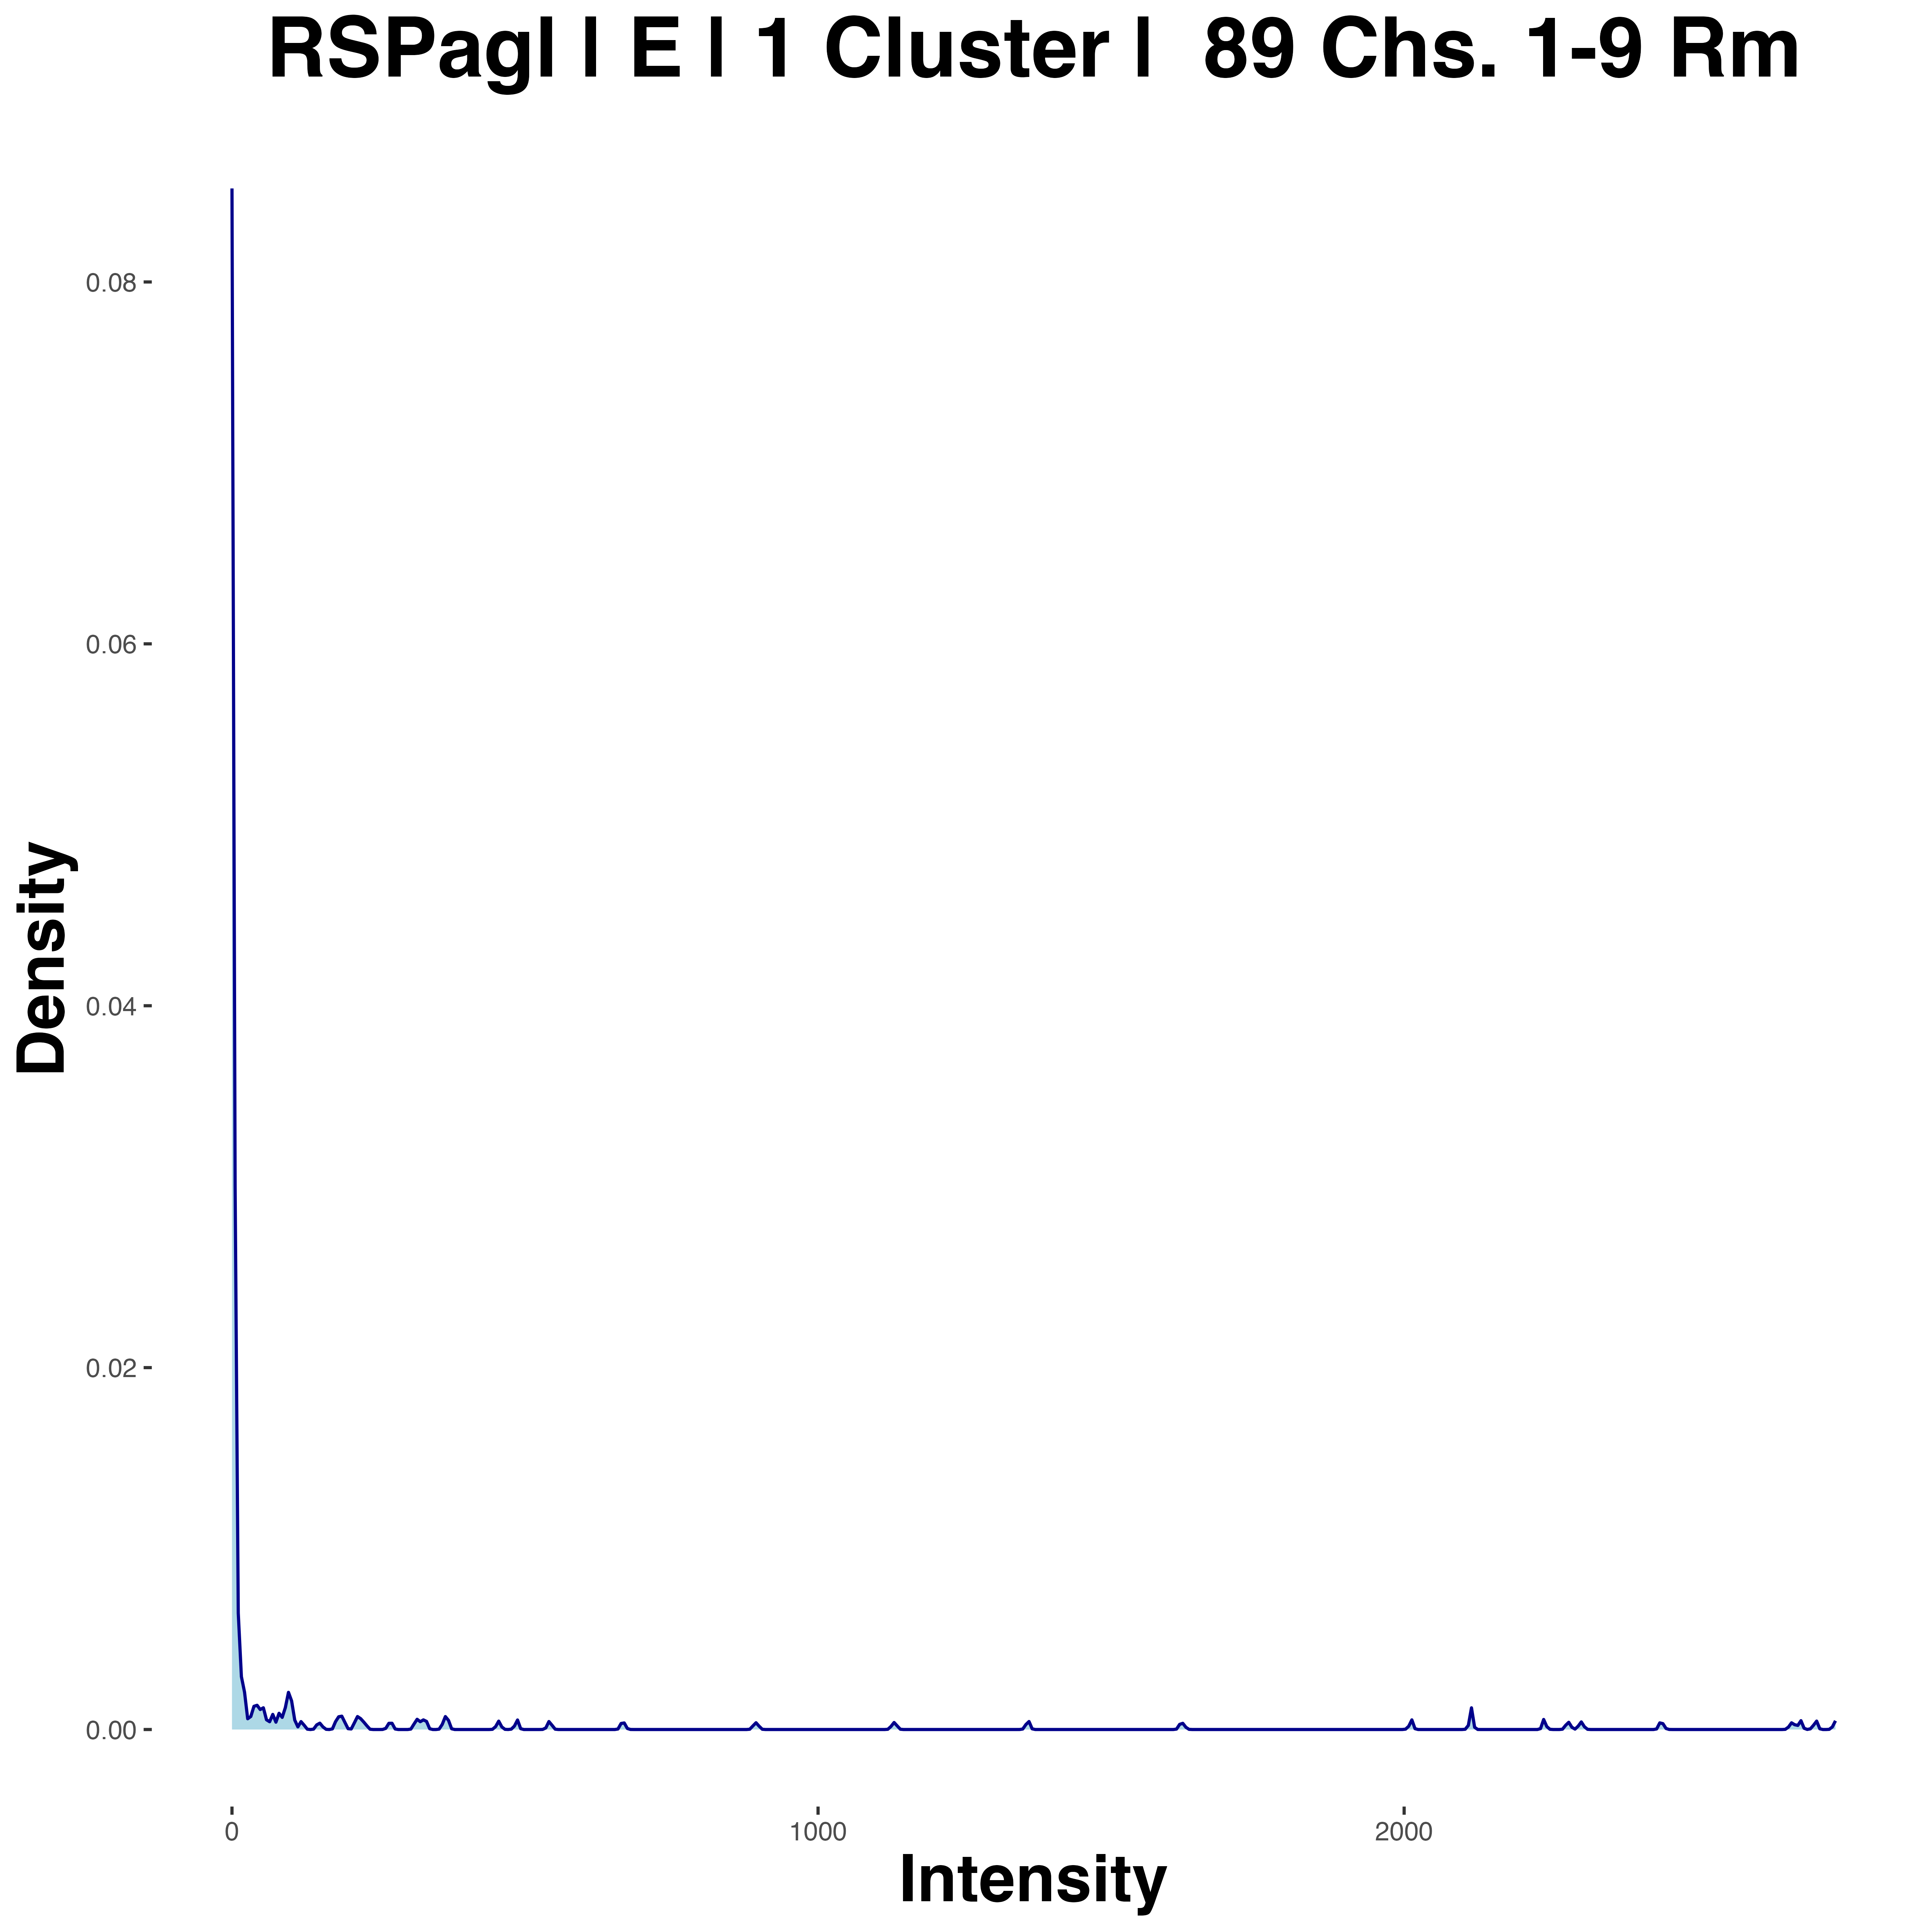 RSPagl | E | 1 Cluster |  89 Chs. 1-9 Rm
Density
0.08
0.06
0.04
0.02
0.00
0
1000
2000
Intensity